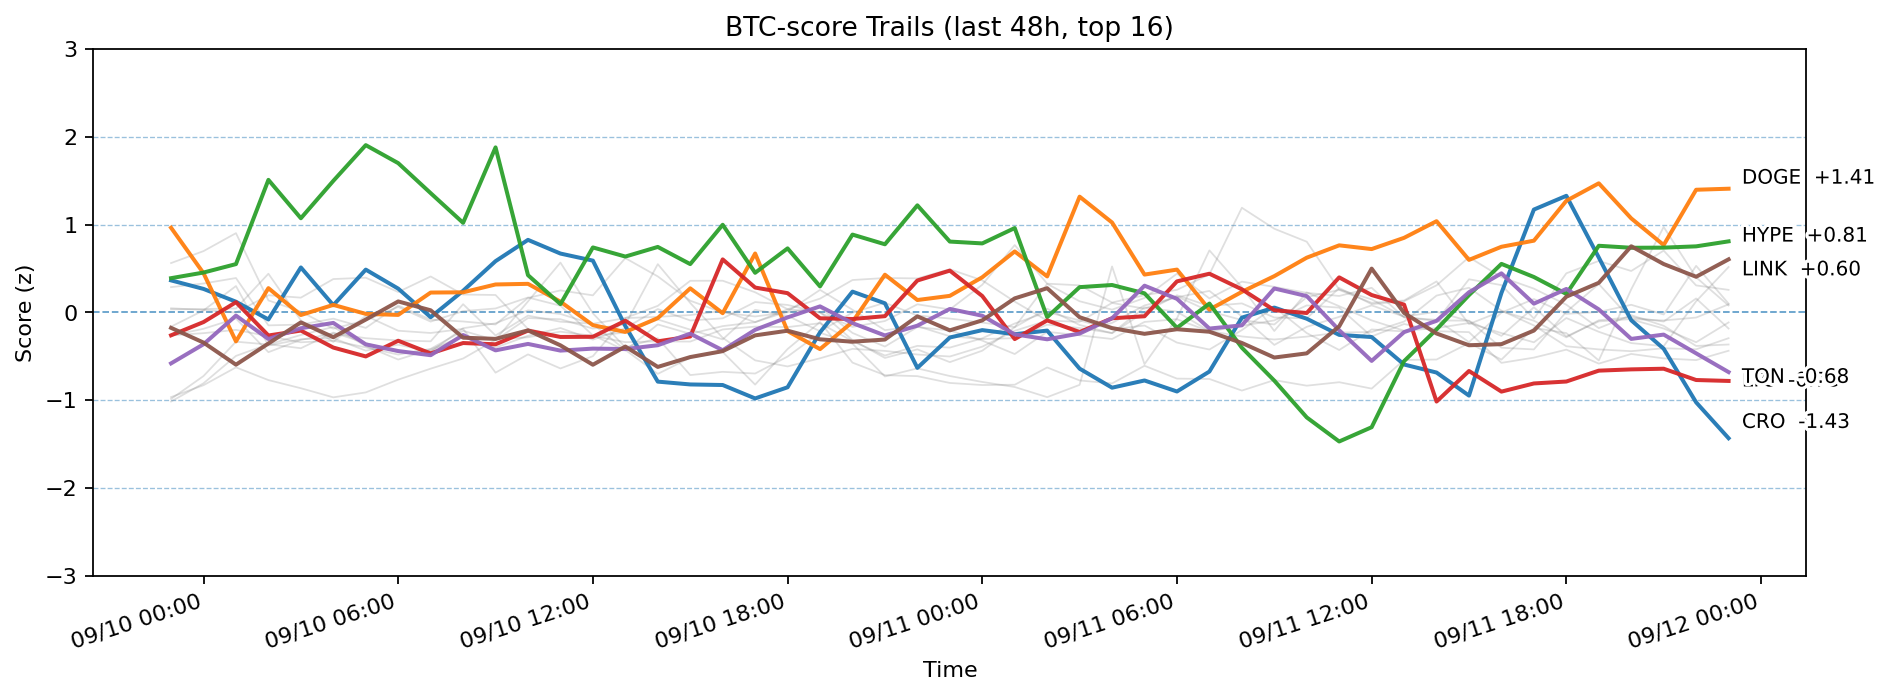 BTC-score Trails (last 48h, top 16)
3
2
1
0
−1
−2
−3
Score (z)
DOGE +1.41
HYPE +0.81
LINK +0.60
TON -0.68
CRO -1.43
09/10 00:00
09/10 06:00
09/10 12:00
09/10 18:00
09/11 00:00
09/11 06:00
09/11 12:00
09/11 18:00
09/12 00:00
Time